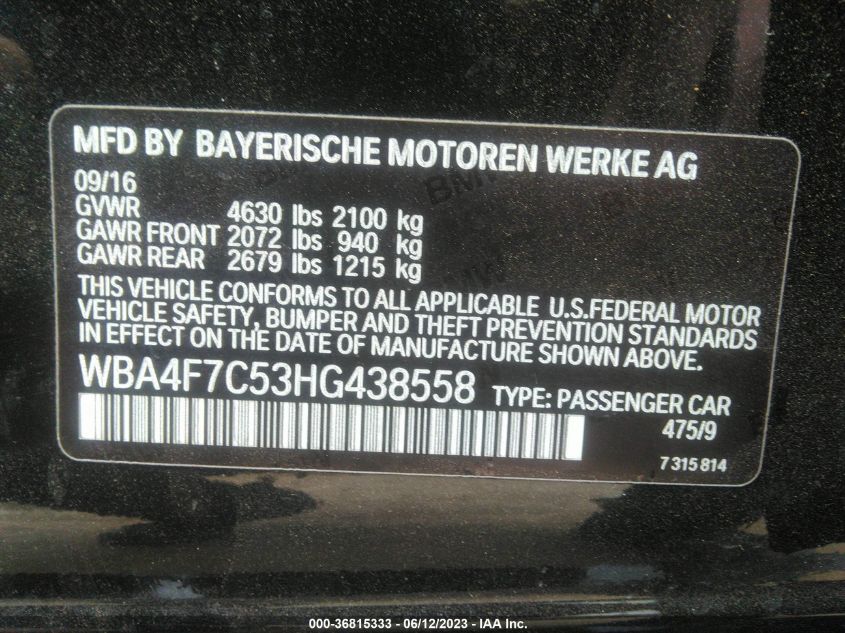 MFD BY BAYERISCHE MOTOREN WERKE AG
09/16
GVWR 4630 lbs 2100 kg
GAWR FRONT 2072 lbs 940 kg
GAWR REAR 2679 lbs 1215 kg
THIS VEHICLE CONFORMS TO ALL APPLICABLE U.S.FEDERAL MOTOR
VEHICLE SAFETY, BUMPER AND THEFT PREVENTION STANDARDS
IN EFFECT ON THE DATE OF MANUFACTURE SHOWN ABOVE.
WBA4F7C53HG438558 TYPE: PASSENGER CAR
475/9
7 315 814
000-36815333 - 06/12/2023 - IAA Inc.